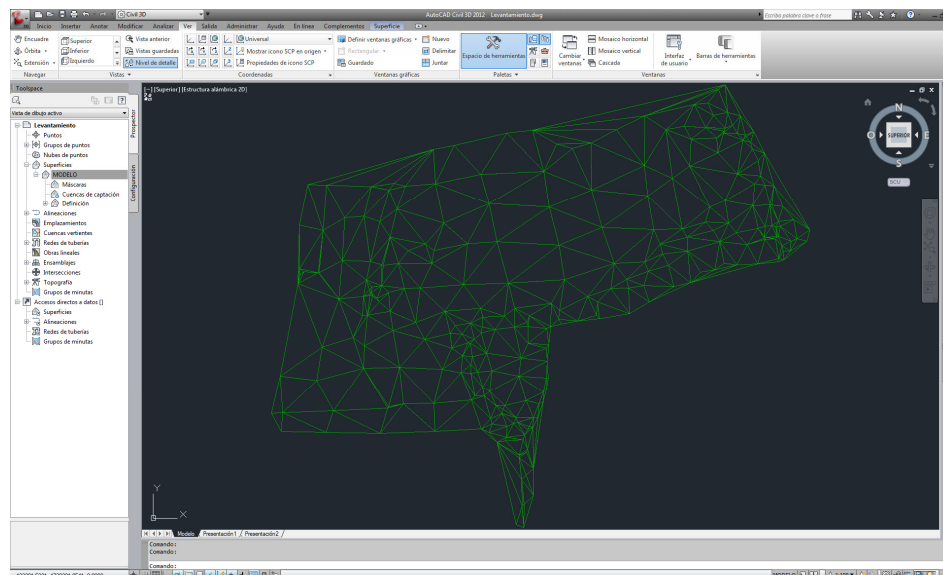 Civil 3D
AutoCAD Civil 3D 2012 Levantamiento.dwg
Escriba palabra clave o frase
Inicio Insertar Anotar Modificar Analizar Ver Salida Administrar Ayuda En línea Complementos Superficie
Encuadre
Órbita
Extensión
Superior
Inferior
Izquierdo
Vista anterior
Vistas guardadas
Nivel de detalle
Universal
Mostrar icono SCP en origen
Propiedades de icono SCP
Definir ventanas gráficas
Rectangular
Guardado
Nuevo
Delimitar
Juntar
Espacio de herramientas
Cambiar ventanas
Mosaico horizontal
Mosaico vertical
Cascada
Interfaz de usuario
Barras de herramientas
Navegar Vistas Coordenadas Ventanas gráficas Paletas Ventanas
Toolspace
Vista de dibujo activo
Prospector
Configuración
Levantamiento
Puntos
Grupos de puntos
Nubes de puntos
Superficies
MODELO
Máscaras
Cuencas de captación
Definición
Alineaciones
Emplazamientos
Cuencas vertientes
Redes de tuberías
Obras lineales
Ensamblajes
Intersecciones
Topografía
Grupos de minutas
Accesos directos a datos []
Superficies
Alineaciones
Redes de tuberías
Grupos de minutas
[-][Superior][Estructura alámbrica 2D]
N
O SUPERIOR E
S
Y
X
Modelo Presentación1 Presentación2
Comando:
Comando:
Comando: